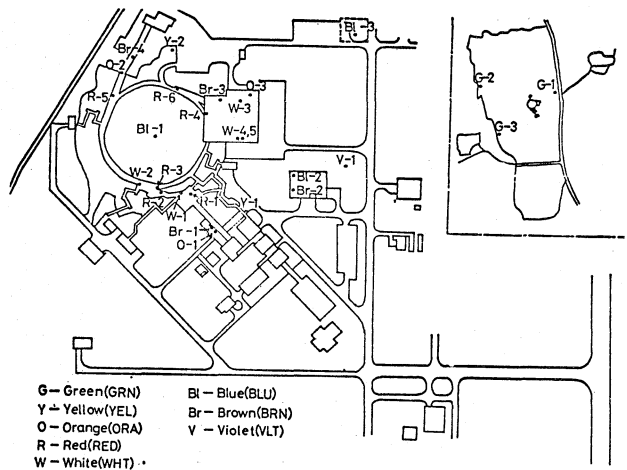 Bl-3
Br-4
Y-2
O-2
R-5
R-6
Br-3
O-3
W-3
R-4
Bl-1
W-4,5
G-2
G-1
G-3
V-1
W-2
R-3
Bl-2
Br-2
R-2
R-1
Y-1
W-1
Br-1
O-1
G – Green(GRN)
Y – Yellow(YEL)
O – Orange(ORA)
R – Red(RED)
W – White(WHT)
Bl – Blue(BLU)
Br – Brown(BRN)
V – Violet(VLT)